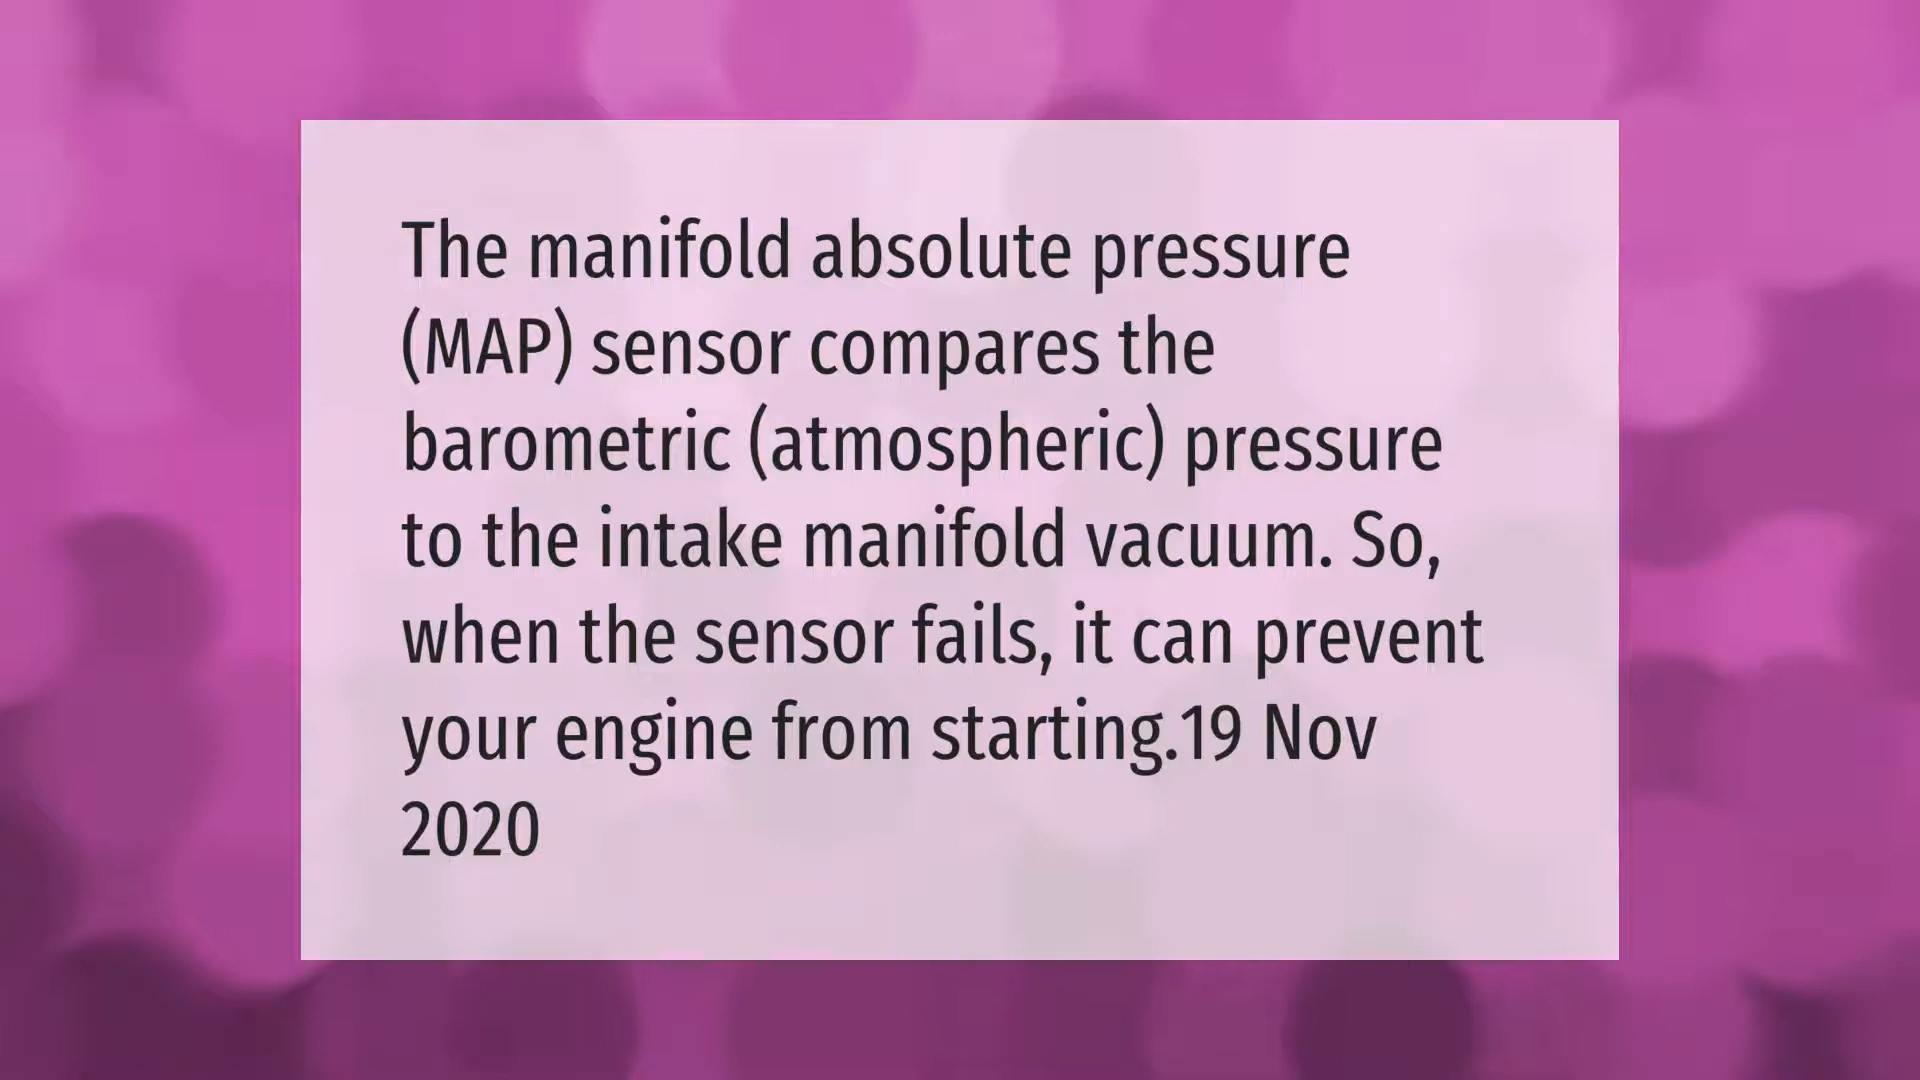 The manifold absolute pressure
(MAP) sensor compares the
barometric (atmospheric) pressure
to the intake manifold vacuum. So,
when the sensor fails, it can prevent
your engine from starting.19 Nov
2020